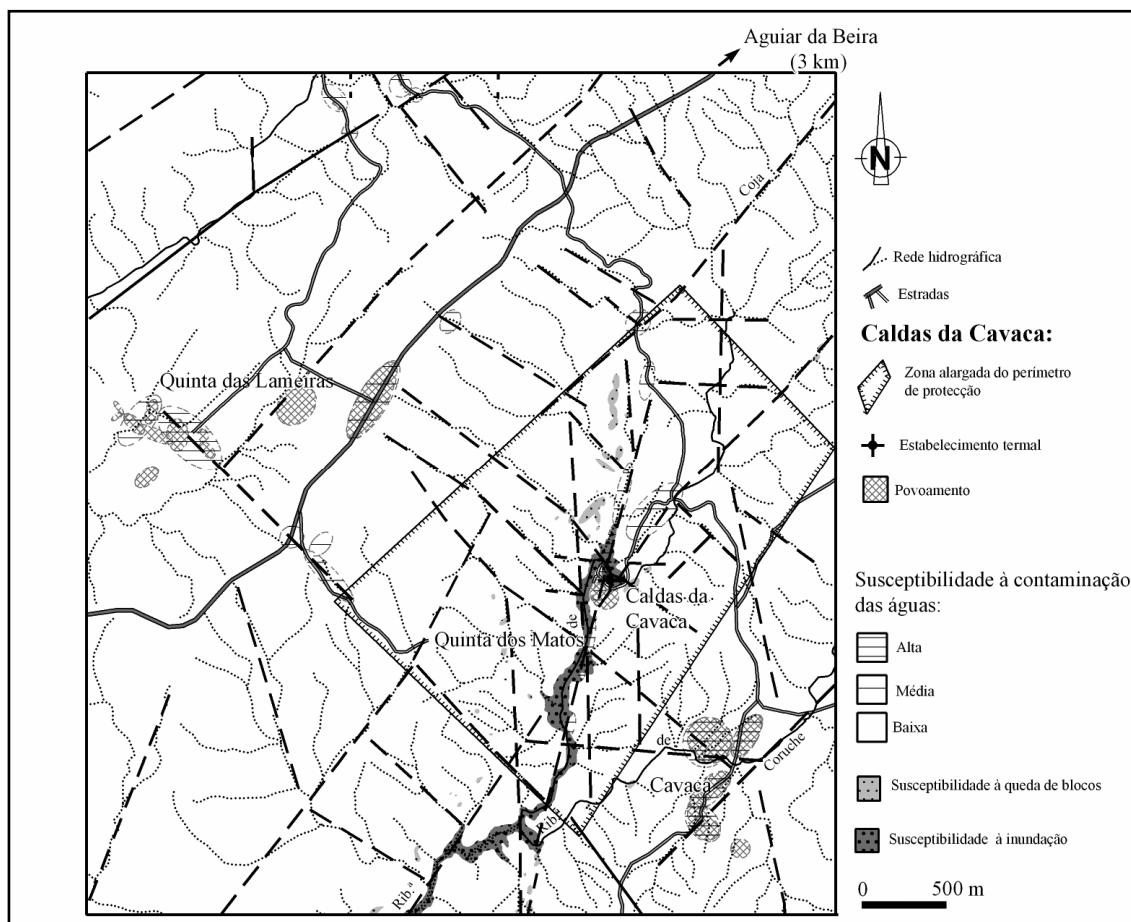 Aguiar da Beira
(3 km)
N
Coja
Rede hidrográfica
Estradas
Caldas da Cavaca:
Zona alargada do perímetro
de protecção
Estabelecimento termal
Povoamento
Quinta das Lameiras
Caldas da
Cavaca
de
Quinta dos Matos
de
Cavaca
Coruche
Rib.ª
Rib.ª
Susceptibilidade à contaminação
das águas:
Alta
Média
Baixa
Susceptibilidade à queda de blocos
Susceptibilidade à inundação
0 500 m